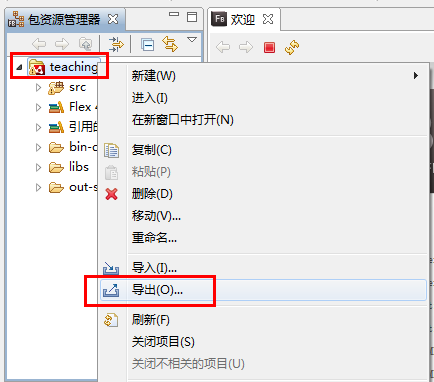 包资源管理器
Fb 欢迎
teaching
src
Flex 4
引用的
bin-d
libs
out-s
新建(W)
进入(I)
在新窗口中打开(N)
复制(C)
粘贴(P)
删除(D)
移动(V)...
重命名...
导入(I)...
导出(O)...
刷新(F)
关闭项目(S)
关闭不相关的项目(U)